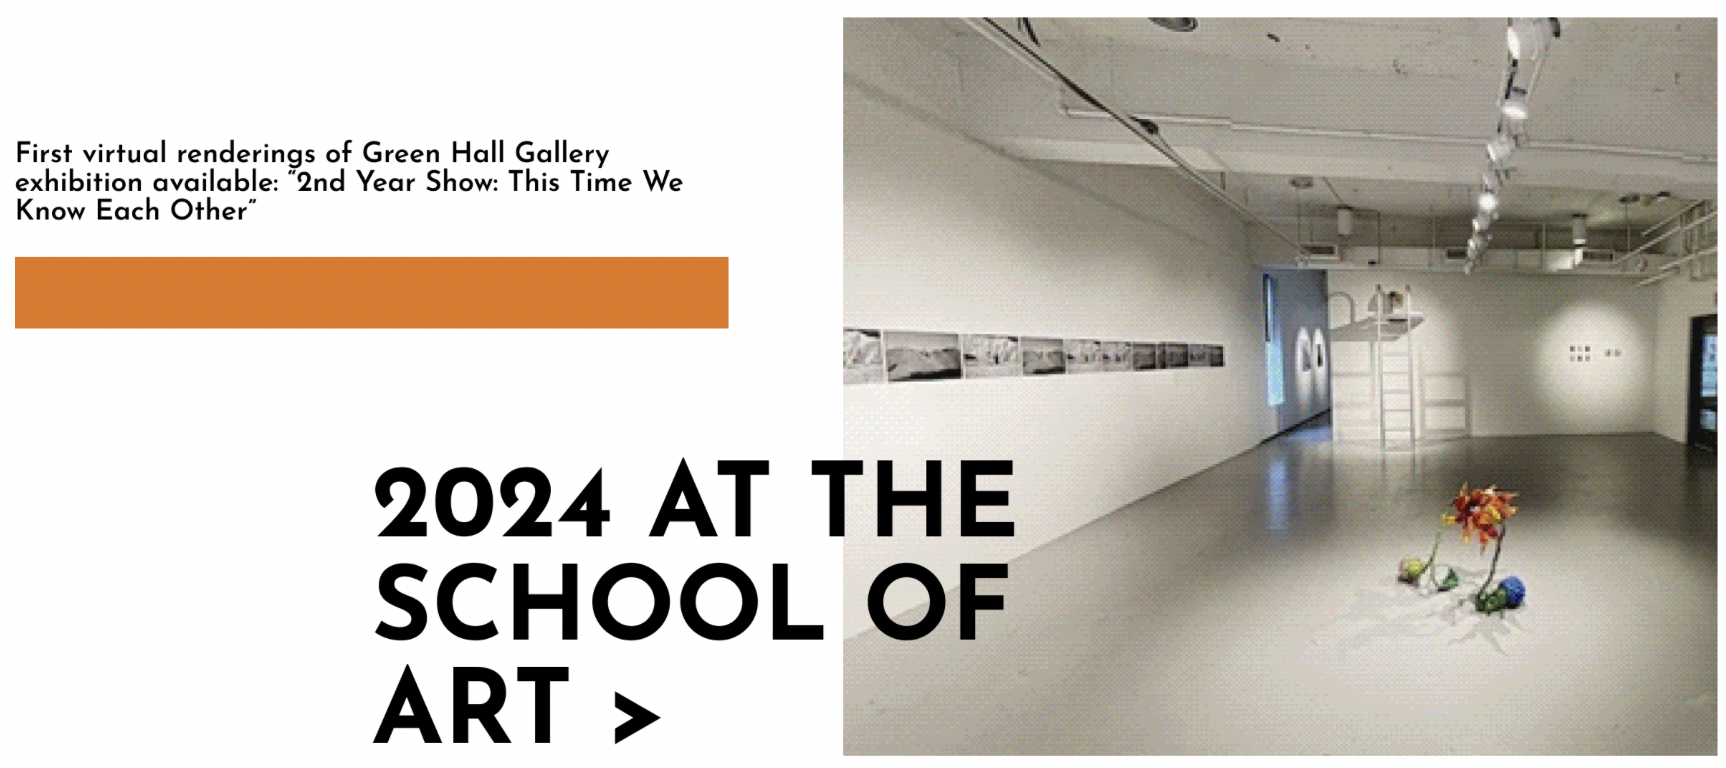 First virtual renderings of Green Hall Gallery
exhibition available: “2nd Year Show: This Time We
Know Each Other”
2024 AT THE
SCHOOL OF
ART >